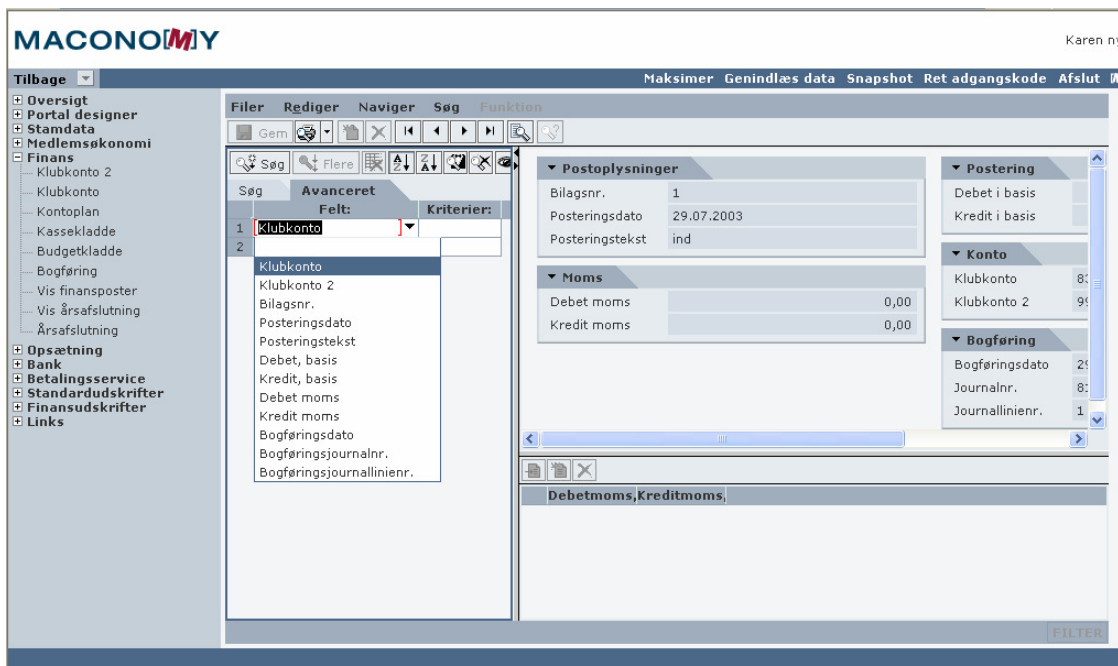 MACONO[M]Y
Karen ny
Tilbage
Maksimer Genindlæs data Snapshot Ret adgangskode Afslut
Oversigt
Portal designer
Stamdata
Medlemsøkonomi
Finans
Klubkonto 2
Klubkonto
Kontoplan
Kassekladde
Budgetkladde
Bogføring
Vis finansposter
Vis årsafslutning
Årsafslutning
Opsætning
Bank
Betalingsservice
Standardudskrifter
Finansudskrifter
Links
Filer Rediger Naviger Søg Funktion
Gem
Søg Flere
Søg Avanceret
Felt: Kriterier:
1 Klubkonto
2
Klubkonto
Klubkonto 2
Bilagsnr.
Posteringsdato
Posteringstekst
Debet, basis
Kredit, basis
Debet moms
Kredit moms
Bogføringsdato
Bogføringsjournalnr.
Bogføringsjournallinienr.
Postoplysninger
Bilagsnr. 1
Posteringsdato 29.07.2003
Posteringstekst ind
Moms
Debet moms 0,00
Kredit moms 0,00
Postering
Debet i basis
Kredit i basis
Konto
Klubkonto
Klubkonto 2 99
Bogføring
Bogføringsdato 29
Journalnr.
Journallinienr. 1
Debetmoms,Kreditmoms,
FILTER